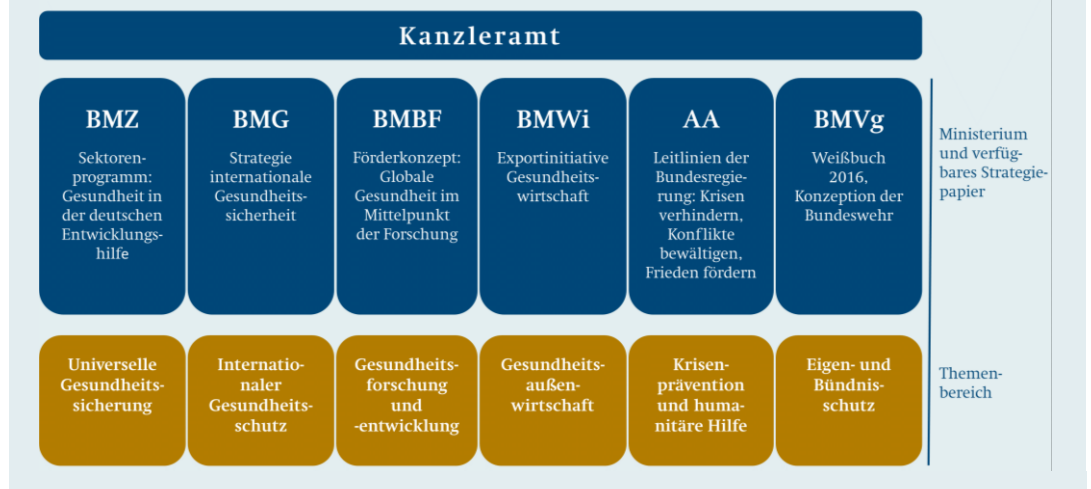 Kanzleramt
BMZ
Sektoren-
programm:
Gesundheit in
der deutschen
Entwicklungs-
hilfe
BMG
Strategie
internationale
Gesundheits-
sicherheit
BMBF
Förderkonzept:
Globale
Gesundheit im
Mittelpunkt
der Forschung
BMWi
Exportinitiative
Gesundheits-
wirtschaft
AA
Leitlinien der
Bundesregie-
rung: Krisen
verhindern,
Konflikte
bewältigen,
Frieden fördern
BMVg
Weißbuch
2016,
Konzeption der
Bundeswehr
Ministerium
und verfüg-
bares Strategie-
papier
Universelle
Gesundheits-
sicherung
Internatio-
naler
Gesundheits-
schutz
Gesundheits-
forschung
und
-entwicklung
Gesundheits-
außen-
wirtschaft
Krisen-
prävention
und huma-
nitäre Hilfe
Eigen- und
Bündnis-
schutz
Themen-
bereich